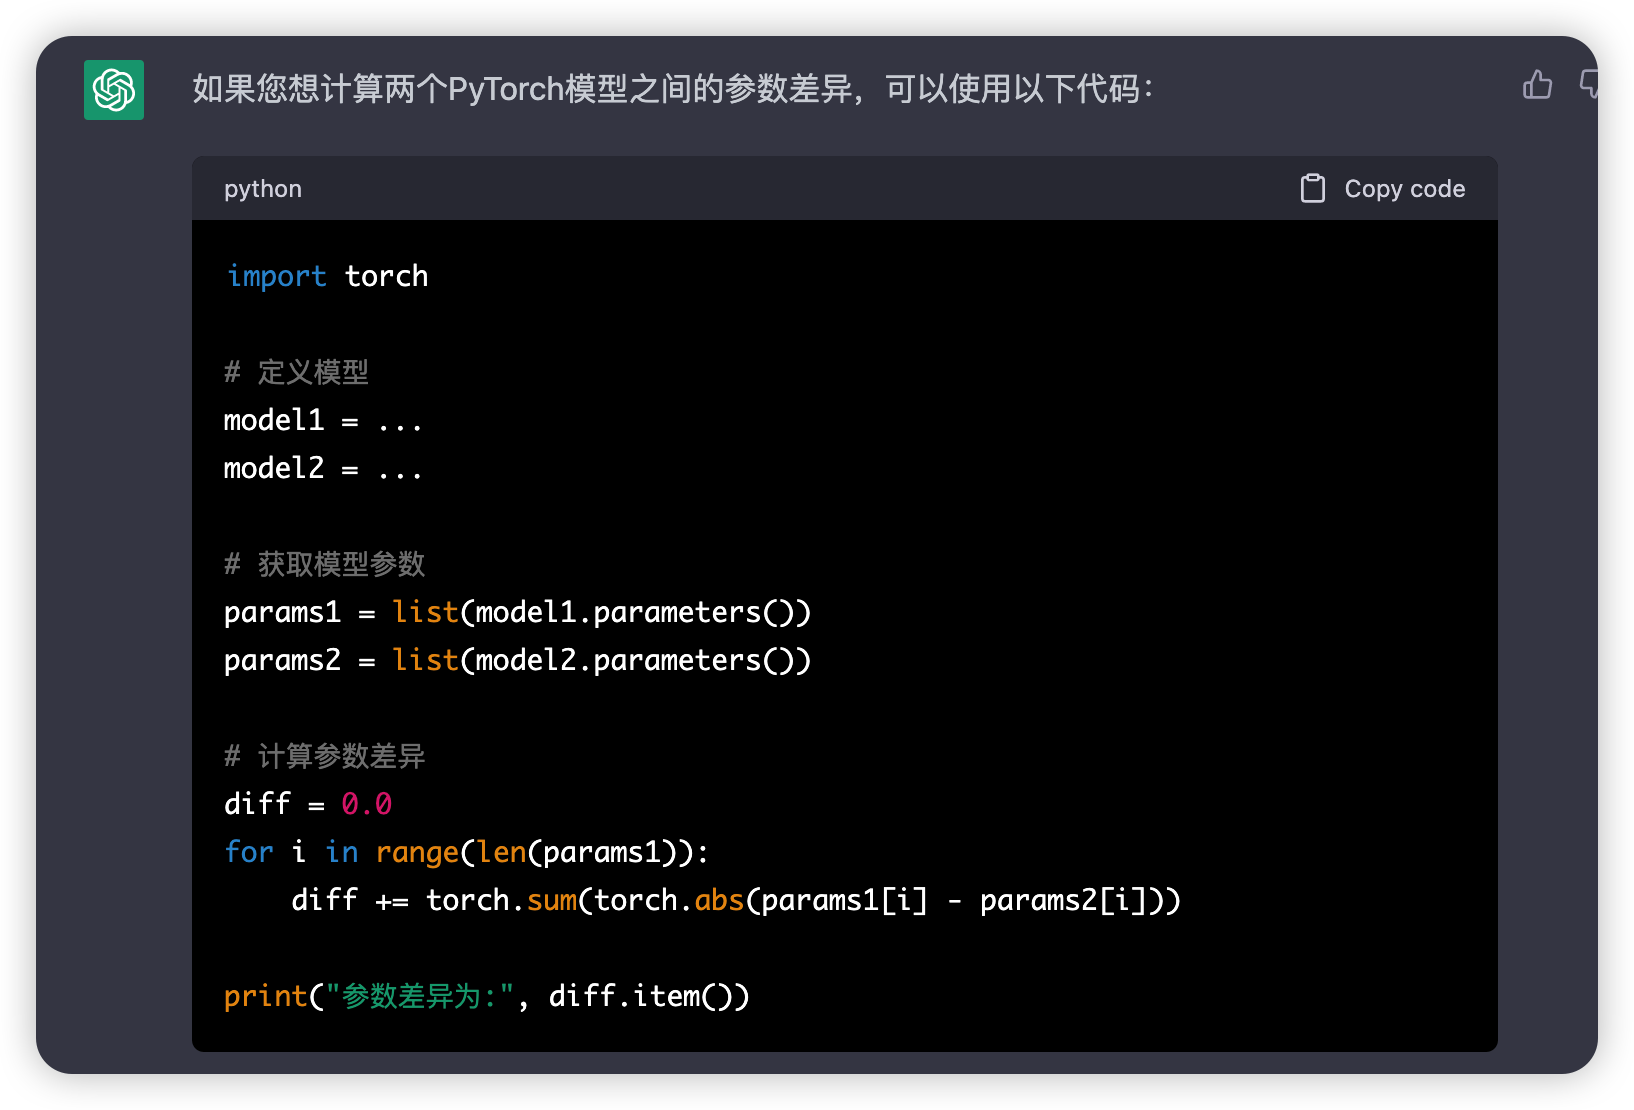 如果您想计算两个PyTorch模型之间的参数差异，可以使用以下代码：
python
Copy code
import torch
# 定义模型
model1 = ...
model2 = ...
# 获取模型参数
params1 = list(model1.parameters())
params2 = list(model2.parameters())
# 计算参数差异
diff = 0.0
for i in range(len(params1)):
    diff += torch.sum(torch.abs(params1[i] - params2[i]))
print("参数差异为:", diff.item())